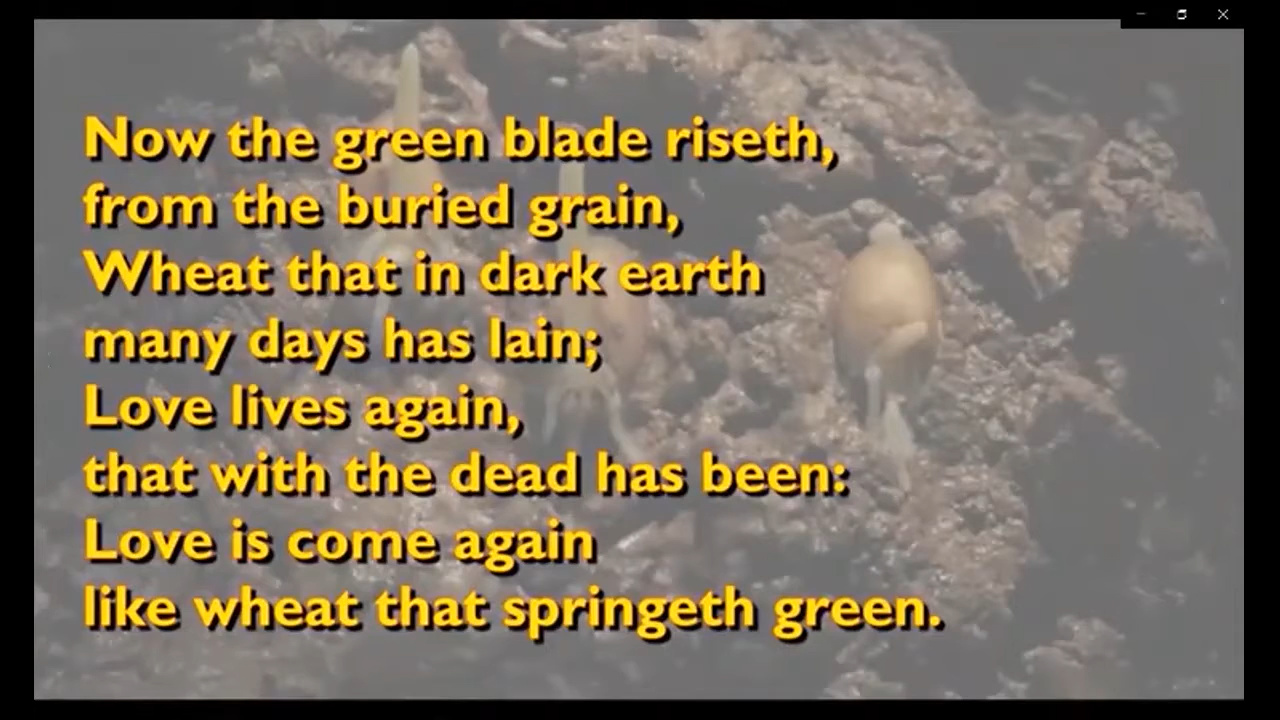 Now the green blade riseth,
from the buried grain,
Wheat that in dark earth
many days has lain;
Love lives again,
that with the dead has been:
Love is come again
like wheat that springeth green.